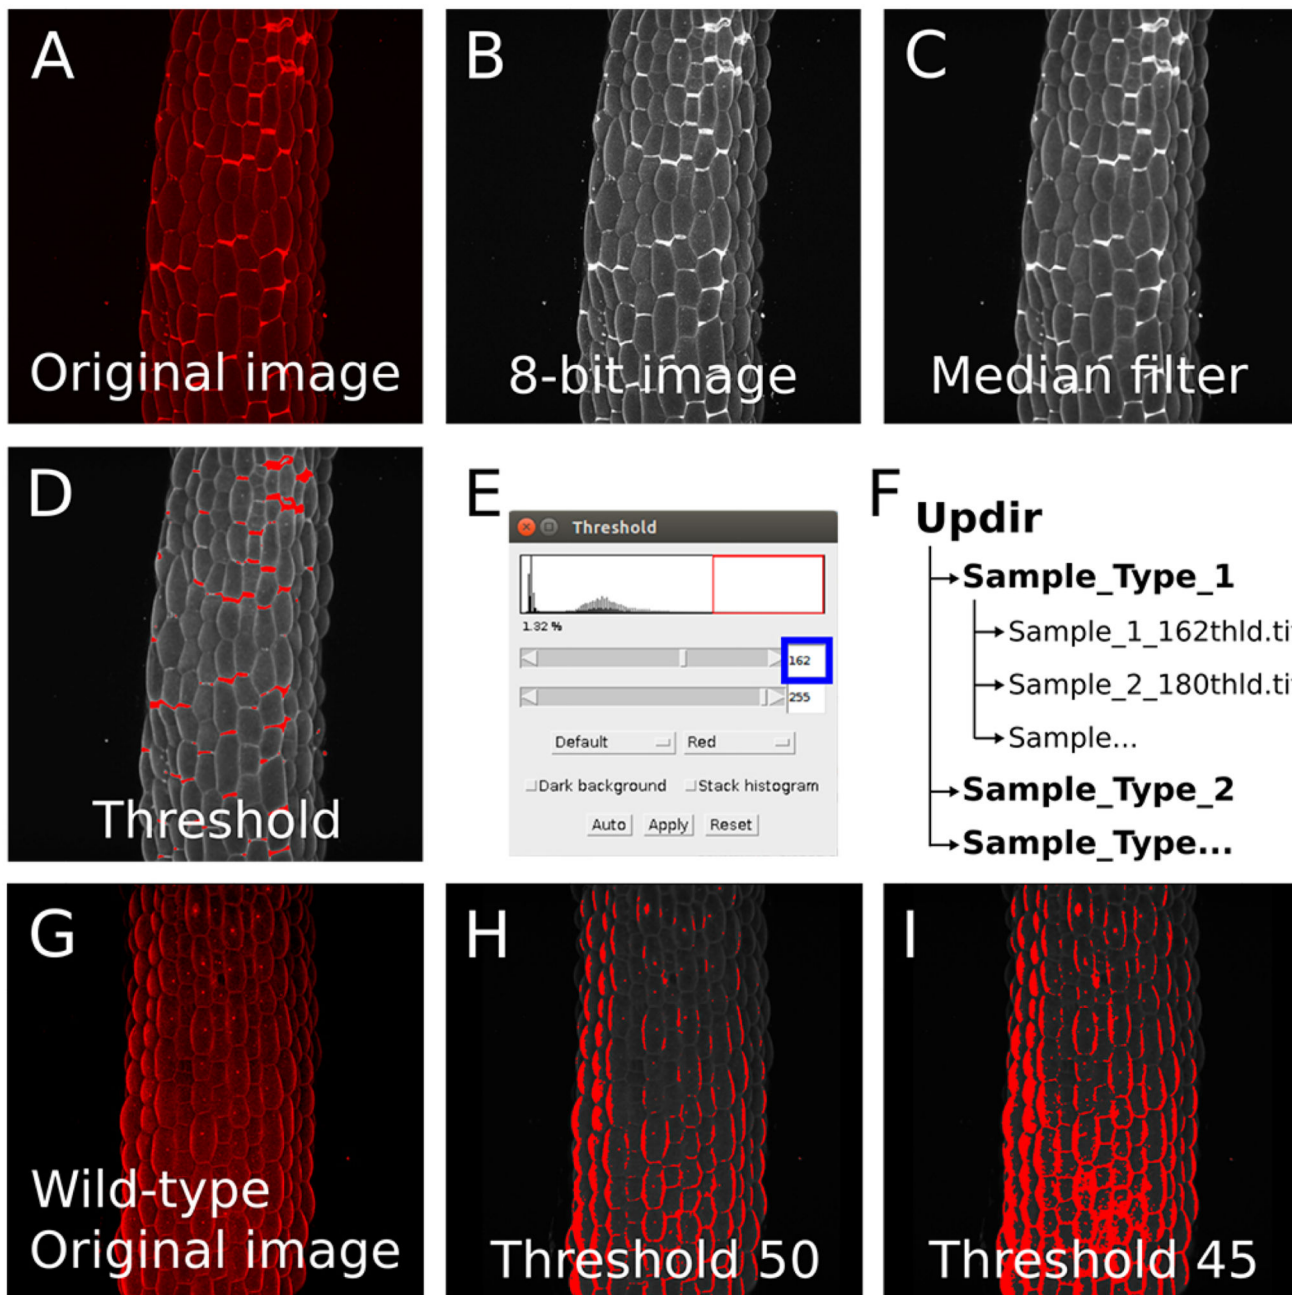 A
Original image
B
8-bit image
C
Median filter
D
Threshold
E
Threshold
1.32 %
162
255
Default
Red
Dark background
Stack histogram
Auto
Apply
Reset
F
Updir
Sample_Type_1
Sample_1_162thld.ti
Sample_2_180thld.ti
Sample...
Sample_Type_2
Sample_Type...
G
Wild-type
Original image
H
Threshold 50
I
Threshold 45